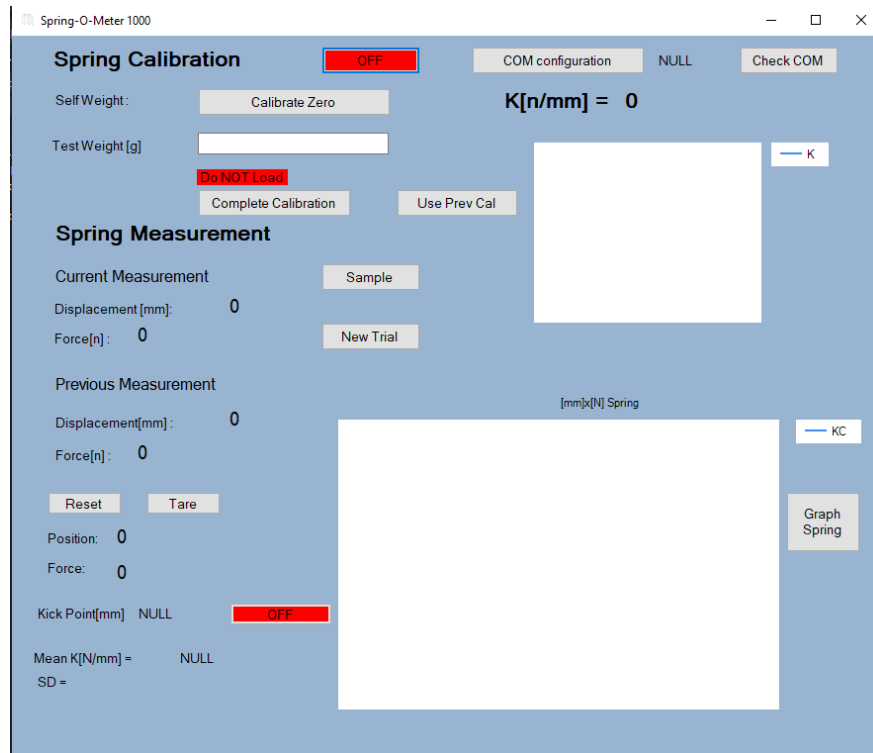 Spring-O-Meter 1000
Spring Calibration
OFF
COM configuration
NULL
Check COM
Self Weight :
Calibrate Zero
K[n/mm] = 0
Test Weight [g]
K
Do NOT Load
Complete Calibration
Use Prev Cal
Spring Measurement
Current Measurement
Sample
Displacement [mm]: 0
Force[n] : 0
New Trial
Previous Measurement
[mm]x[N] Spring
Displacement[mm] : 0
KC
Force[n] : 0
Reset
Tare
Graph
Spring
Position: 0
Force: 0
Kick Point[mm] NULL
OFF
Mean K[N/mm] = NULL
SD =